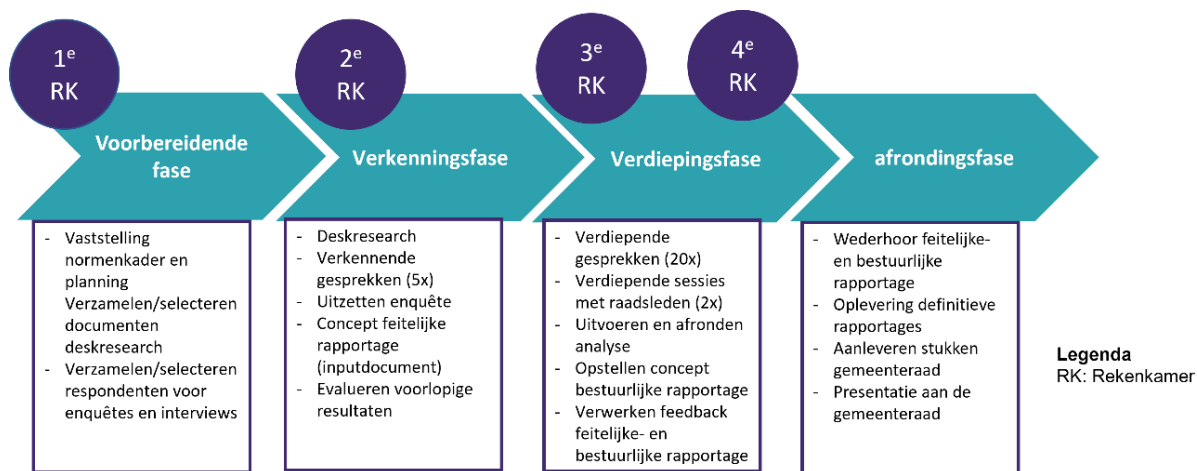 1e
RK
2e
RK
3e
RK
4e
RK
Voorbereidende
fase
Verkenningsfase
Verdiepingsfase
afrondingsfase
- Vaststelling
normenkader en
planning
Verzamelen/selecteren
documenten
deskresearch
- Verzamelen/selecteren
respondenten voor
enquêtes en interviews
- Deskresearch
- Verkennende
gesprekken (5x)
- Uitzetten enquête
- Concept feitelijke
rapportage
(inputdocument)
- Evalueren voorlopige
resultaten
- Verdiepende
gesprekken (20x)
- Verdiepende sessies
met raadsleden (2x)
- Uitvoeren en afronden
analyse
- Opstellen concept
bestuurlijke rapportage
- Verwerken feedback
feitelijke- en
bestuurlijke rapportage
- Wederhoor feitelijke-
en bestuurlijke
rapportage
- Oplevering definitieve
rapportages
- Aanleveren stukken
gemeenteraad
- Presentatie aan de
gemeenteraad
Legenda
RK: Rekenkamer